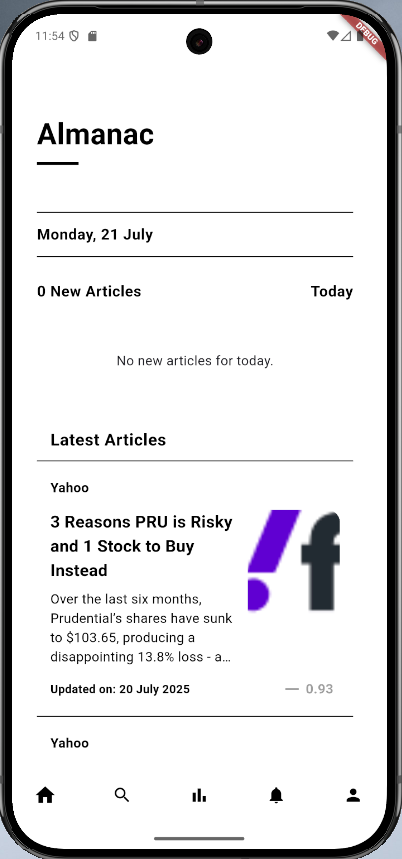 11:54
DEBUG
Almanac
Monday, 21 July
0 New Articles
Today
No new articles for today.
Latest Articles
Yahoo
3 Reasons PRU is Risky
and 1 Stock to Buy
Instead
Over the last six months,
Prudential’s shares have sunk
to $103.65, producing a
disappointing 13.8% loss - a...
Updated on: 20 July 2025
— 0.93
!f
Yahoo